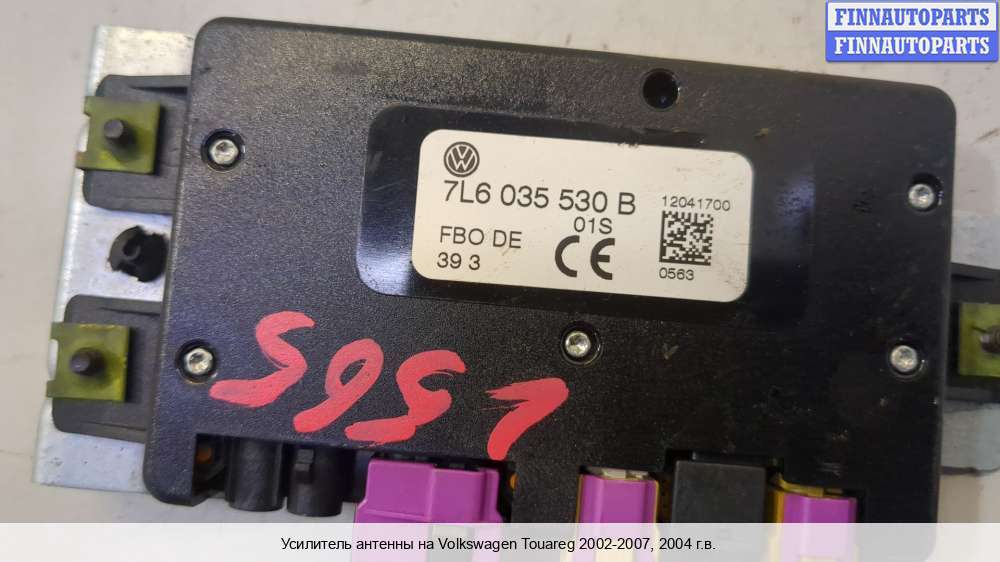 FINNAUTOPARTS
FINNAUTOPARTS
7L6 035 530 B
01S
FBO DE
39 3
CE
12041700
0563
Усилитель антенны на Volkswagen Touareg 2002-2007, 2004 г.в.